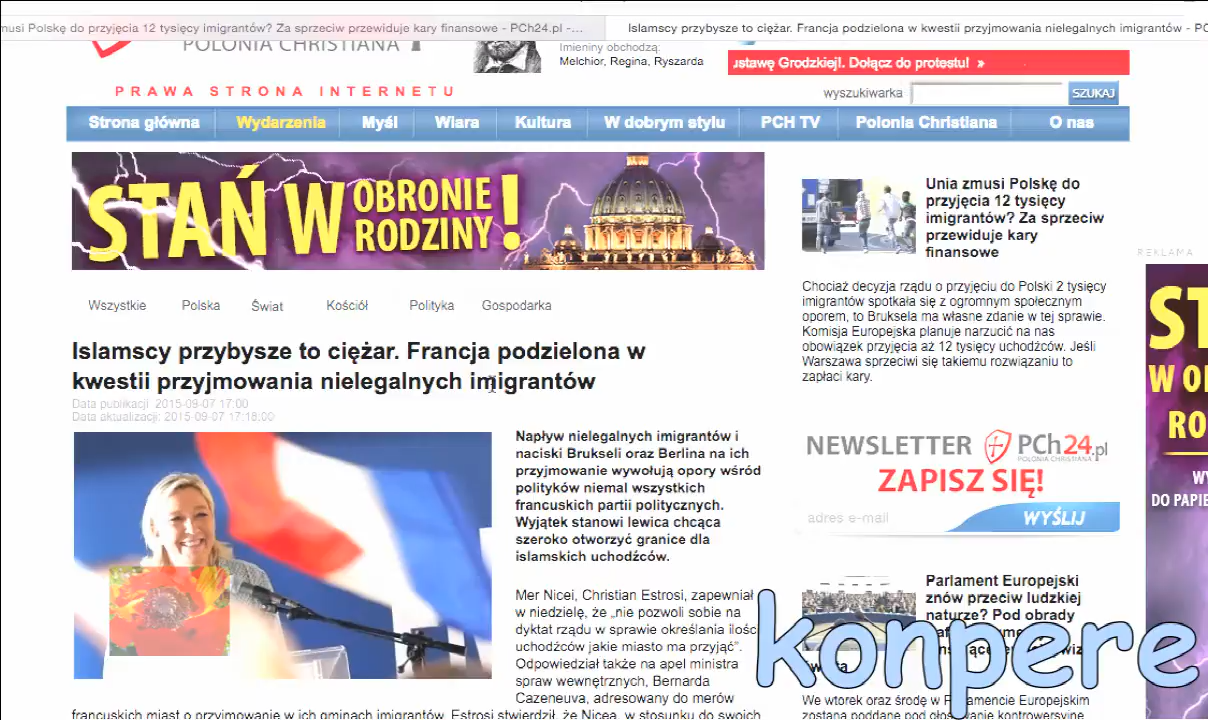 musi Polskę do przyjęcia 12 tysięcy imigrantów? Za sprzeciw przewiduje kary finansowe - PCh24.pl -...
Islamscy przybysze to ciężar. Francja podzielona w kwestii przyjmowania nielegalnych imigrantów - PC
POLONIA CHRISTIANA
PRAWA STRONA INTERNETU
Imieniny obchodzą:
Melchior, Regina, Ryszarda
ustawę Grodzkiej!. Dołącz do protestu! »
wyszukiwarka
SZUKAJ
Strona główna
Wydarzenia
Myśl
Wiara
Kultura
W dobrym stylu
PCH TV
Polonia Christiana
O nas
STAŃ W OBRONIE RODZINY!
Wszystkie
Polska
Świat
Kościół
Polityka
Gospodarka
Islamscy przybysze to ciężar. Francja podzielona w
kwestii przyjmowania nielegalnych imigrantów
Data publikacji: 2015-09-07 17:00
Data aktualizacji: 2015-09-07 17:18:00
Napływ nielegalnych imigrantów i
naciski Brukseli oraz Berlina na ich
przyjmowanie wywołują opory wśród
polityków niemal wszystkich
francuskich partii politycznych.
Wyjątek stanowi lewica chcąca
szeroko otworzyć granice dla
islamskich uchodźców.
Mer Nicei, Christian Estrosi, zapewniał
w niedzielę, że „nie pozwoli sobie na
dyktat rządu w sprawie określania ilości
uchodźców jakie miasto ma przyjąć”.
Odpowiedział także na apel ministra
spraw wewnętrznych, Bernarda
Cazeneuva, adresowany do merów
francuskich miast o przyjmowanie w ich gminach imigrantów. Estrosi stwierdził, że Nicea, w stosunku do swoich
Unia zmusi Polskę do
przyjęcia 12 tysięcy
imigrantów? Za sprzeciw
przewiduje kary
finansowe
Chociaż decyzja rządu o przyjęciu do Polski 2 tysięcy
imigrantów spotkała się z ogromnym społecznym
oporem, to Bruksela ma własne zdanie w tej sprawie.
Komisja Europejska planuje narzucić na nas
obowiązek przyjęcia aż 12 tysięcy uchodźców. Jeśli
Warszawa sprzeciwi się takiemu rozwiązaniu to
zapłaci kary.
NEWSLETTER PCh24.pl
POLONIA CHRISTIANA
ZAPISZ SIĘ!
adres e-mail
WYŚLIJ
Parlament Europejski
znów przeciw ludzkiej
naturze? Pod obrady
We wtorek oraz środę w Parlamencie Europejskim
zostaną poddane pod głosowanie kontrowersyjne
REKLAMA
ST
W O
RO
W
DO PAPIE
konpere